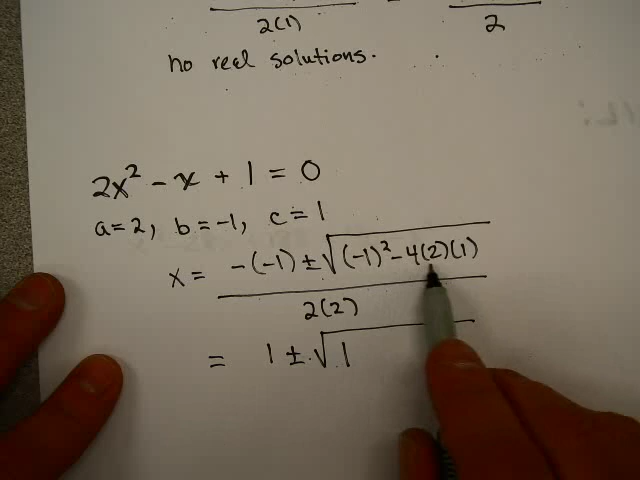 2(1) 2
no reel solutions.
2x² - x + 1 = 0
a=2, b=-1, c=1
x = -(-1) ± √(-1)² - 4(2)(1)
2(2)
= 1 ± √1